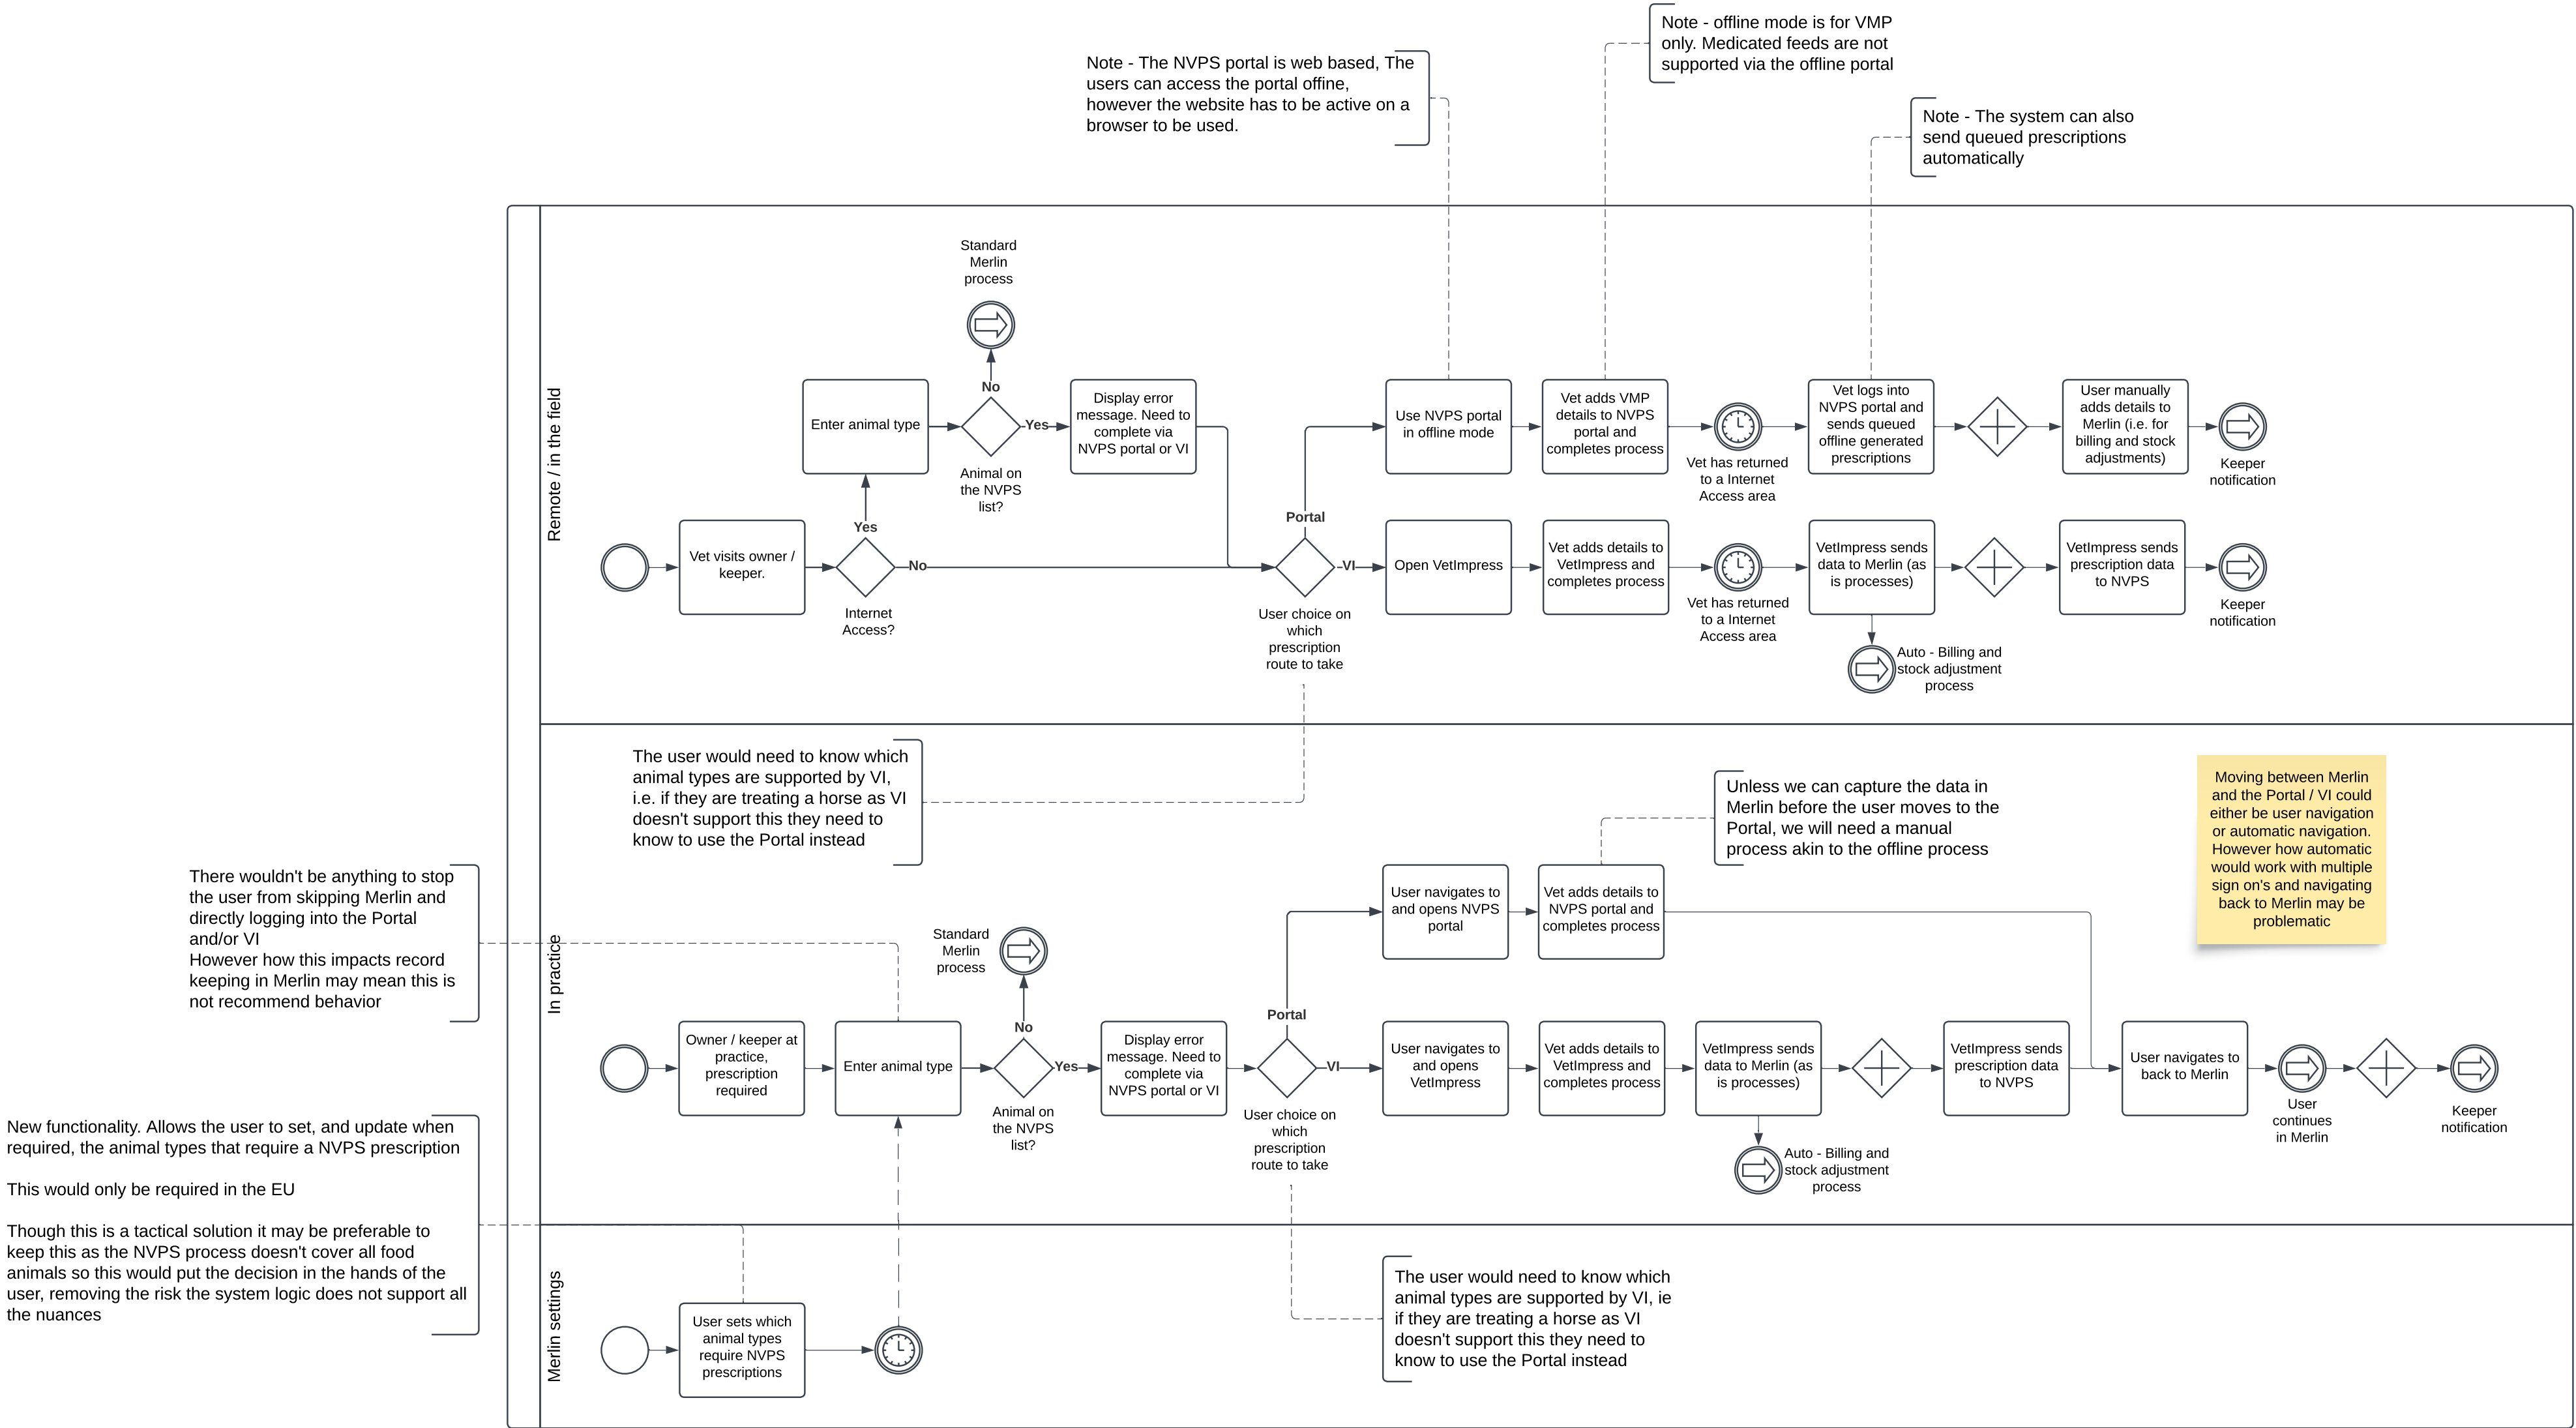 Note - offline mode is for VMP
only. Medicated feeds are not
supported via the offline portal
Note - The NVPS portal is web based, The
users can access the portal offine,
however the website has to be active on a
browser to be used.
Note - The system can also
send queued prescriptions
automatically
Remote / in the field
Standard
Merlin
process
No
Enter animal type
Yes
Animal on
the NVPS
list?
Display error
message. Need to
complete via
NVPS portal or VI
Use NVPS portal
in offline mode
Vet adds VMP
details to NVPS
portal and
completes process
Vet has returned
to a Internet
Access area
Vet logs into
NVPS portal and
sends queued
offline generated
prescriptions
User manually
adds details to
Merlin (i.e. for
billing and stock
adjustments)
Keeper
notification
Vet visits owner /
keeper.
Yes
No
Internet
Access?
Portal
VI
User choice on
which
prescription
route to take
Open VetImpress
Vet adds details to
VetImpress and
completes process
Vet has returned
to a Internet
Access area
VetImpress sends
data to Merlin (as
is processes)
VetImpress sends
prescription data
to NVPS
Keeper
notification
Auto - Billing and
stock adjustment
process
In practice
The user would need to know which
animal types are supported by VI,
i.e. if they are treating a horse as VI
doesn't support this they need to
know to use the Portal instead
Unless we can capture the data in
Merlin before the user moves to the
Portal, we will need a manual
process akin to the offline process
Moving between Merlin
and the Portal / VI could
either be user navigation
or automatic navigation.
However how automatic
would work with multiple
sign on's and navigating
back to Merlin may be
problematic
There wouldn't be anything to stop
the user from skipping Merlin and
directly logging into the Portal
and/or VI
However how this impacts record
keeping in Merlin may mean this is
not recommend behavior
Standard
Merlin
process
User navigates to
and opens NVPS
portal
Vet adds details to
NVPS portal and
completes process
Owner / keeper at
practice,
prescription
required
Enter animal type
No
Yes
Animal on
the NVPS
list?
Display error
message. Need to
complete via
NVPS portal or VI
Portal
VI
User choice on
which
prescription
route to take
User navigates to
and opens
VetImpress
Vet adds details to
VetImpress and
completes process
VetImpress sends
data to Merlin (as
is processes)
Auto - Billing and
stock adjustment
process
VetImpress sends
prescription data
to NVPS
User navigates to
back to Merlin
User
continues
in Merlin
Keeper
notification
New functionality. Allows the user to set, and update when
required, the animal types that require a NVPS prescription
This would only be required in the EU
Though this is a tactical solution it may be preferable to
keep this as the NVPS process doesn't cover all food
animals so this would put the decision in the hands of the
user, removing the risk the system logic does not support all
the nuances
Merlin settings
User sets which
animal types
require NVPS
prescriptions
The user would need to know which
animal types are supported by VI, ie
if they are treating a horse as VI
doesn't support this they need to
know to use the Portal instead